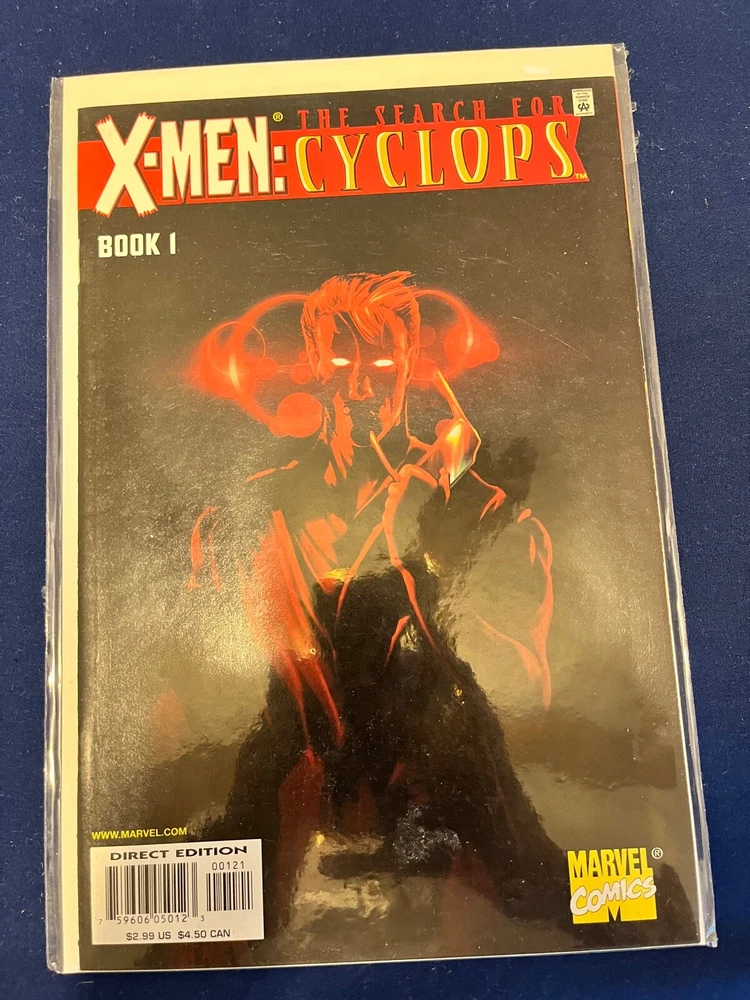 THE SEARCH FOR
X-MEN:® CYCLOPS™
BOOK 1
WWW.MARVEL.COM
DIRECT EDITION
00121
7 59606 05012 3
$2.99 US $4.50 CAN
MARVEL®
COMICS